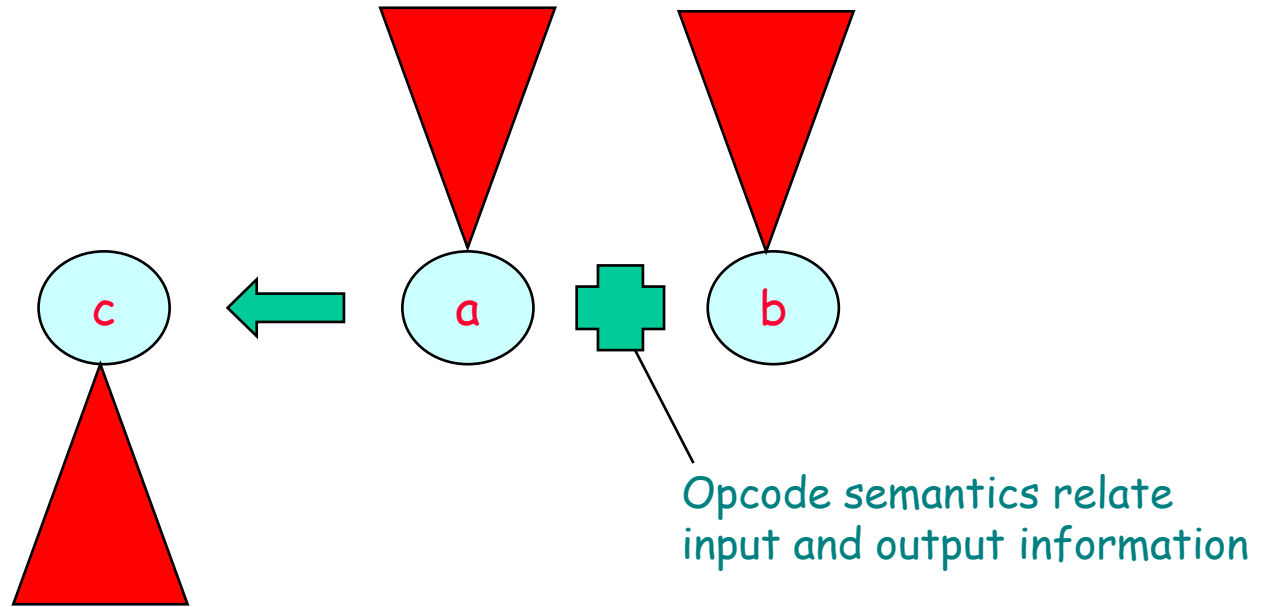 c
a
b
Opcode semantics relate
input and output information